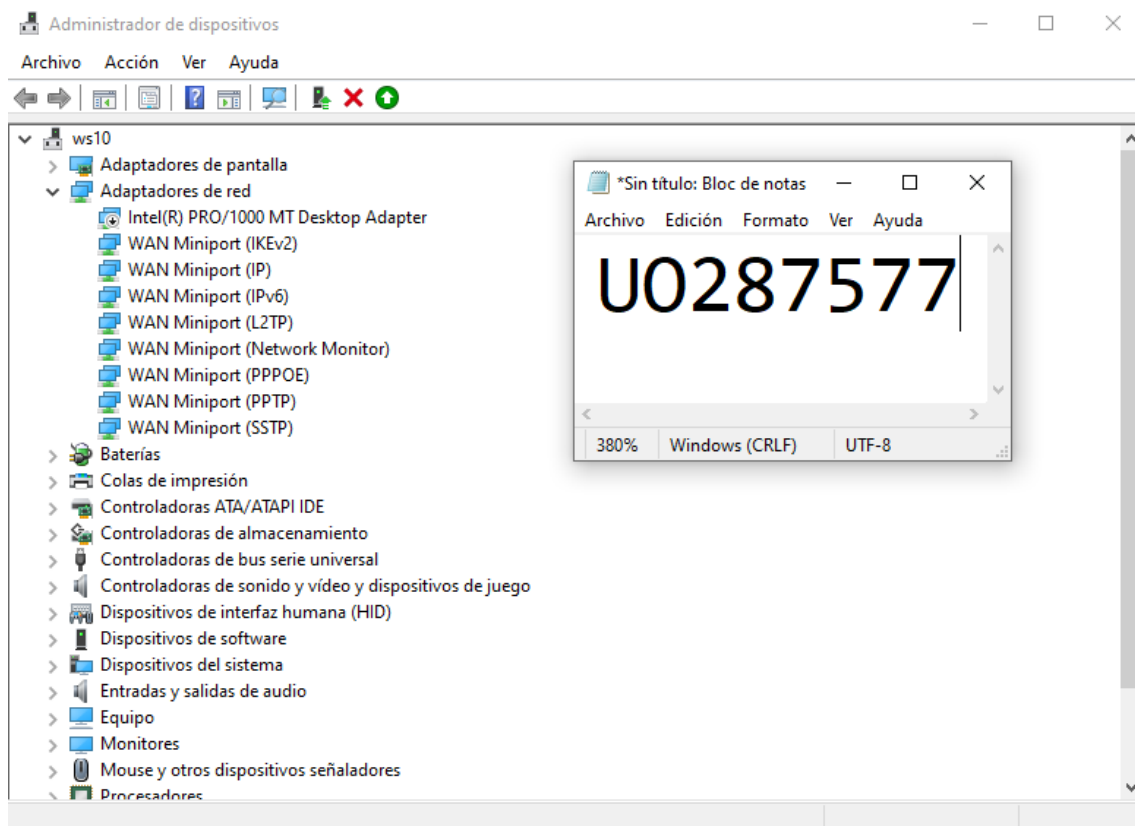 Administrador de dispositivos
Archivo Acción Ver Ayuda
ws10
Adaptadores de pantalla
Adaptadores de red
Intel(R) PRO/1000 MT Desktop Adapter
WAN Miniport (IKEv2)
WAN Miniport (IP)
WAN Miniport (IPv6)
WAN Miniport (L2TP)
WAN Miniport (Network Monitor)
WAN Miniport (PPPOE)
WAN Miniport (PPTP)
WAN Miniport (SSTP)
Baterías
Colas de impresión
Controladoras ATA/ATAPI IDE
Controladoras de almacenamiento
Controladoras de bus serie universal
Controladoras de sonido y vídeo y dispositivos de juego
Dispositivos de interfaz humana (HID)
Dispositivos de software
Dispositivos del sistema
Entradas y salidas de audio
Equipo
Monitores
Mouse y otros dispositivos señaladores
Procesadores
*Sin título: Bloc de notas
Archivo Edición Formato Ver Ayuda
UO287577
380% Windows (CRLF) UTF-8